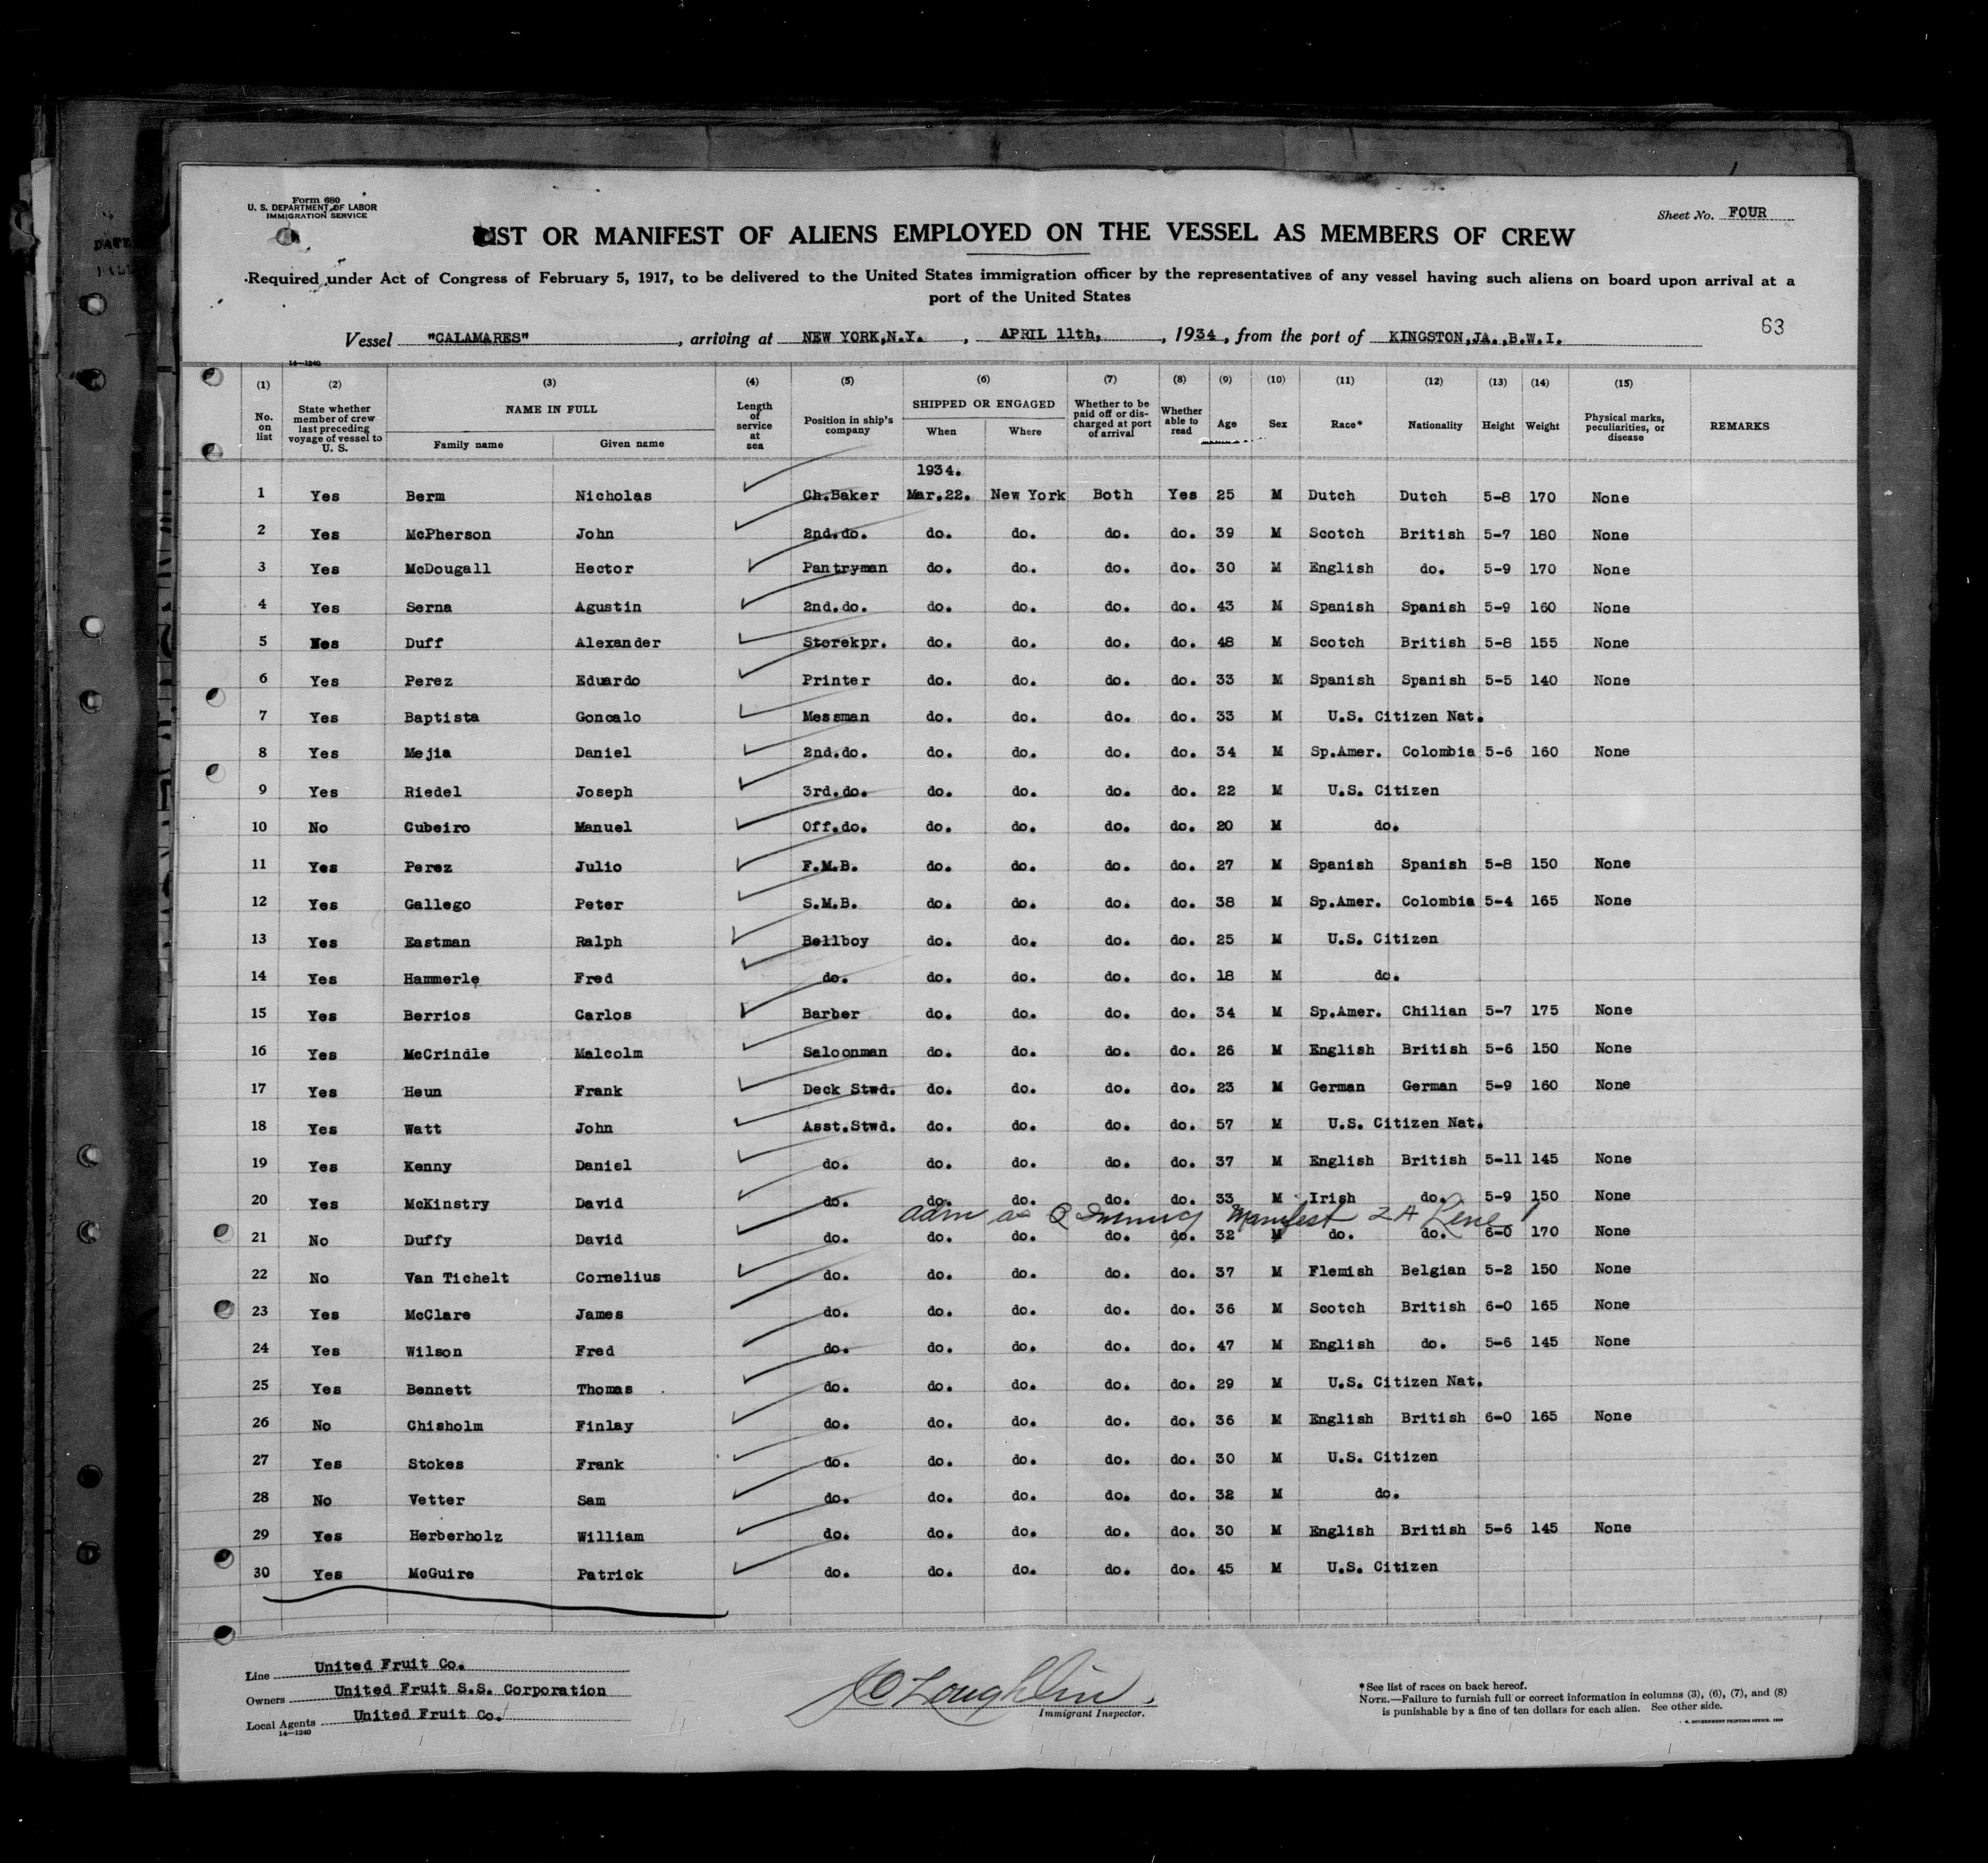 Form 680
U. S. DEPARTMENT OF LABOR
IMMIGRATION SERVICE
Sheet No. FOUR
LIST OR MANIFEST OF ALIENS EMPLOYED ON THE VESSEL AS MEMBERS OF CREW
Required under Act of Congress of February 5, 1917, to be delivered to the United States immigration officer by the representatives of any vessel having such aliens on board upon arrival at a
port of the United States
63
Vessel "CALAMARES", arriving at NEW YORK,N.Y., APRIL 11th, 1934, from the port of KINGSTON,JA.,B.W.I.
14—1240
(1) (2) (3) (4) (5) (6) (7) (8) (9) (10) (11) (12) (13) (14) (15)
No. on list State whether member of crew last preceding voyage of vessel to U. S. NAME IN FULL Family name Given name Length of service at sea Position in ship's company SHIPPED OR ENGAGED When Where Whether to be paid off or discharged at port of arrival Whether able to read Age Sex Race* Nationality Height Weight Physical marks, peculiarities, or disease REMARKS
1934.
1 Yes Berm Nicholas Ch.Baker Mar.22. New York Both Yes 25 M Dutch Dutch 5-8 170 None
2 Yes McPherson John 2nd.do. do. do. do. do. 39 M Scotch British 5-7 180 None
3 Yes McDougall Hector Pantryman do. do. do. do. 30 M English do. 5-9 170 None
4 Yes Serna Agustin 2nd.do. do. do. do. do. 43 M Spanish Spanish 5-9 160 None
5 Yes Duff Alexander Storekpr. do. do. do. do. 48 M Scotch British 5-8 155 None
6 Yes Perez Eduardo Printer do. do. do. do. 33 M Spanish Spanish 5-5 140 None
7 Yes Baptista Goncalo Messman do. do. do. do. 33 M U.S. Citizen Nat.
8 Yes Mejia Daniel 2nd.do. do. do. do. do. 34 M Sp.Amer. Colombia 5-6 160 None
9 Yes Riedel Joseph 3rd.do. do. do. do. do. 22 M U.S. Citizen
10 No Cubeiro Manuel Off.do. do. do. do. do. 20 M do.
11 Yes Perez Julio F.M.B. do. do. do. do. 27 M Spanish Spanish 5-8 150 None
12 Yes Gallego Peter S.M.B. do. do. do. do. 38 M Sp.Amer. Colombia 5-4 165 None
13 Yes Eastman Ralph Bellboy do. do. do. do. 25 M U.S. Citizen
14 Yes Hammerle Fred do. do. do. do. do. 18 M do.
15 Yes Berrios Carlos Barber do. do. do. do. 34 M Sp.Amer. Chilian 5-7 175 None
16 Yes McCrindle Malcolm Saloonman do. do. do. do. 26 M English British 5-6 150 None
17 Yes Heun Frank Deck Stwd. do. do. do. do. 23 M German German 5-9 160 None
18 Yes Watt John Asst.Stwd. do. do. do. do. 57 M U.S. Citizen Nat.
19 Yes Kenny Daniel do. do. do. do. do. 37 M English British 5-11 145 None
20 Yes McKinstry David do. do. do. do. do. 33 M Irish do. 5-9 150 None
adm as Manifest 2A Line 1
21 No Duffy David do. do. do. do. do. 32 M do. do. 6-0 170 None
22 No Van Tichelt Cornelius do. do. do. do. do. 37 M Flemish Belgian 5-2 150 None
23 Yes McClare James do. do. do. do. do. 36 M Scotch British 6-0 165 None
24 Yes Wilson Fred do. do. do. do. do. 47 M English do. 5-6 145 None
25 Yes Bennett Thomas do. do. do. do. do. 29 M U.S. Citizen Nat.
26 No Chisholm Finlay do. do. do. do. do. 36 M English British 6-0 165 None
27 Yes Stokes Frank do. do. do. do. do. 30 M U.S. Citizen
28 No Vetter Sam do. do. do. do. do. 32 M do.
29 Yes Herberholz William do. do. do. do. do. 30 M English British 5-6 145 None
30 Yes McGuire Patrick do. do. do. do. do. 45 M U.S. Citizen
Line United Fruit Co.
Owners United Fruit S.S. Corporation
Local Agents United Fruit Co.
14—1240
Loughlin
Immigrant Inspector.
*See list of races on back hereof.
NOTE.—Failure to furnish full or correct information in columns (3), (6), (7), and (8)
is punishable by a fine of ten dollars for each alien. See other side.